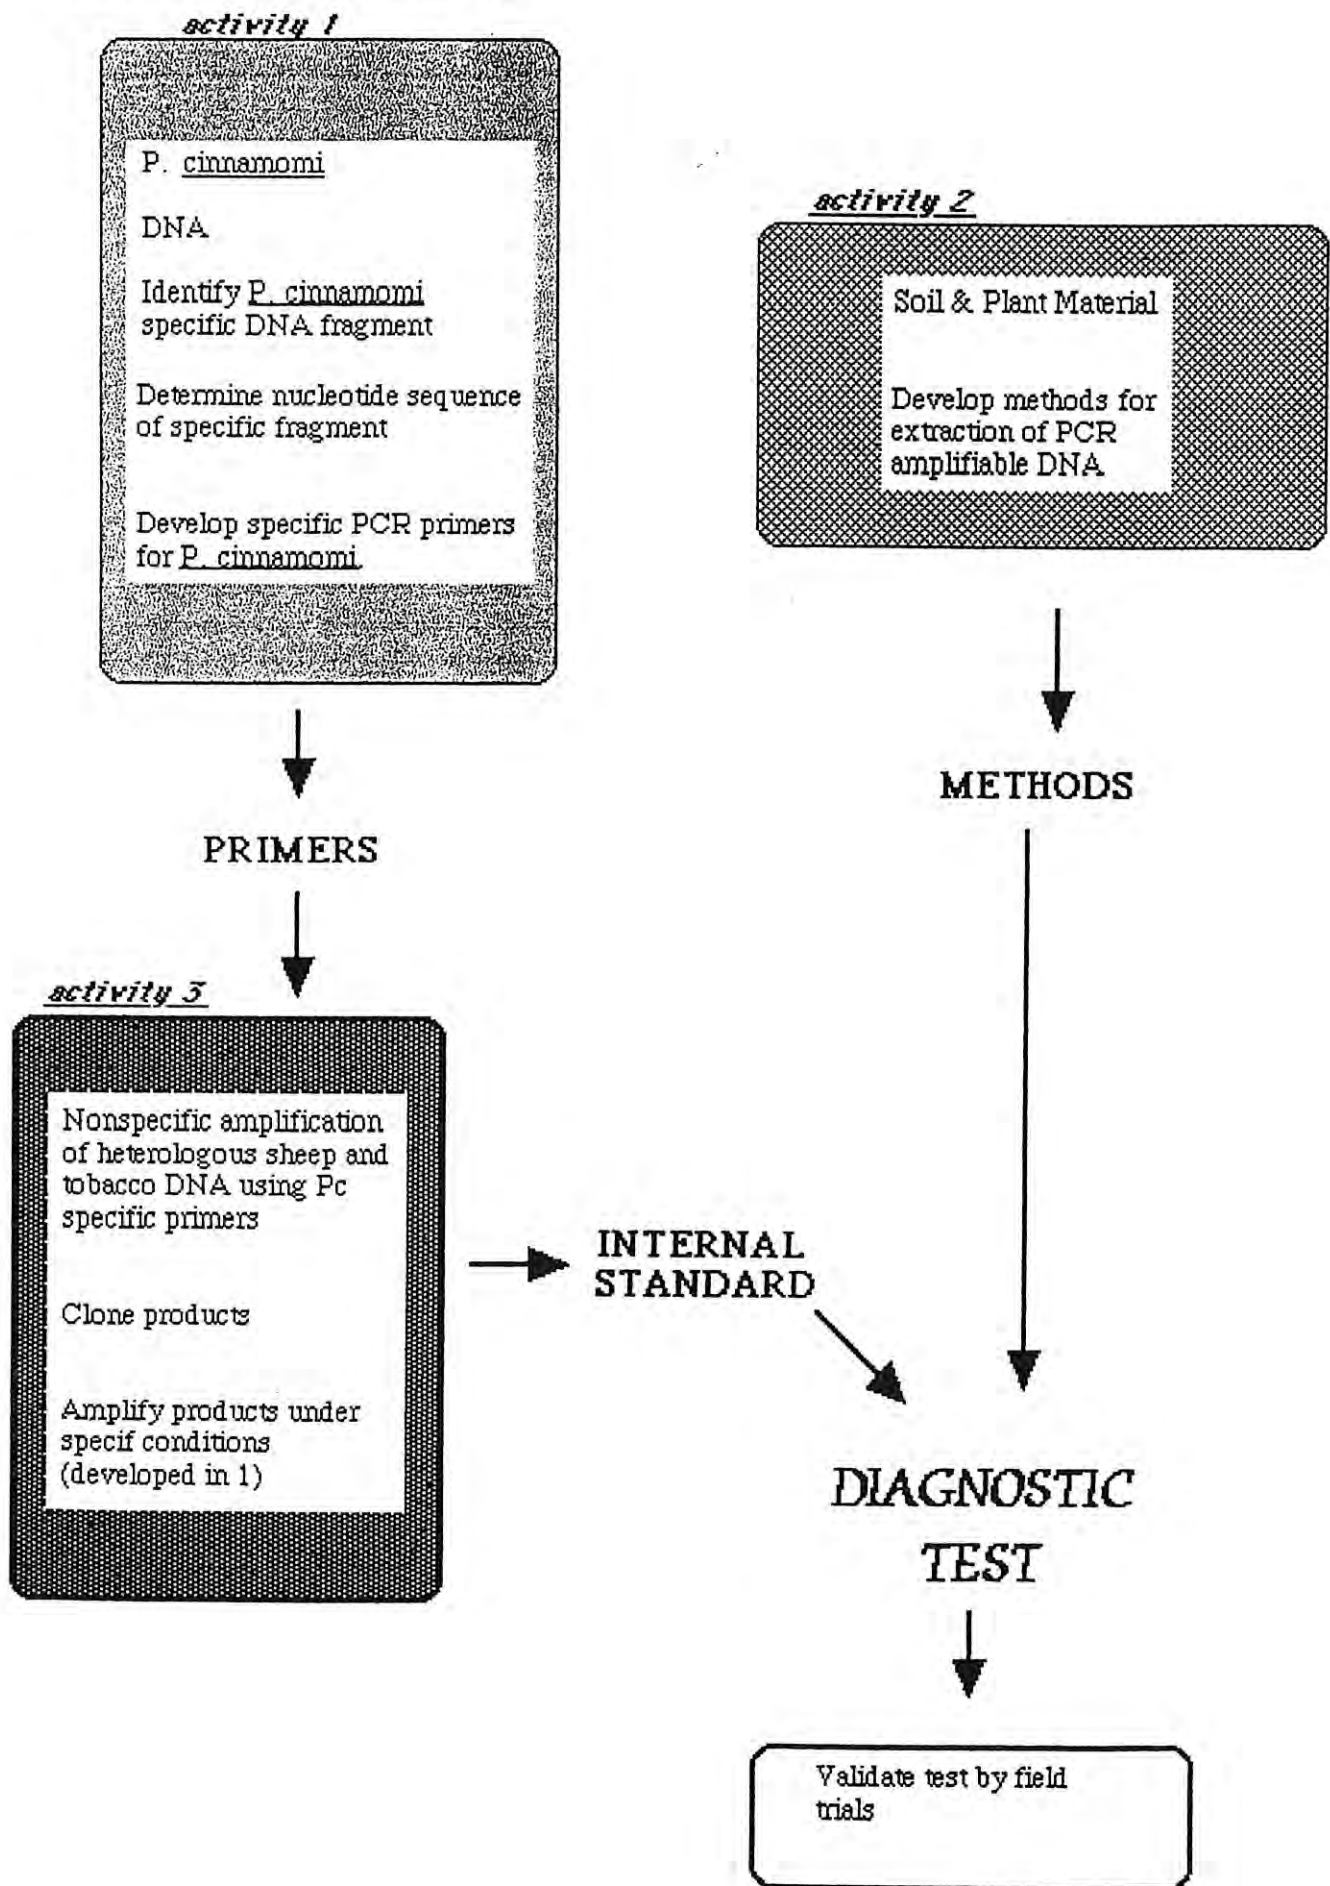 activity 1
P. cinnamomi
DNA
Identify P. cinnamomi
specific DNA fragment
Determine nucleotide sequence
of specific fragment
Develop specific PCR primers
for P. cinnamomi.
PRIMERS
activity 2
Soil & Plant Material
Develop methods for
extraction of PCR
amplifiable DNA
METHODS
activity 3
Nonspecific amplification
of heterologous sheep and
tobacco DNA using Pc
specific primers
Clone products
Amplify products under
specif conditions
(developed in 1)
INTERNAL
STANDARD
DIAGNOSTIC
TEST
Validate test by field
trials